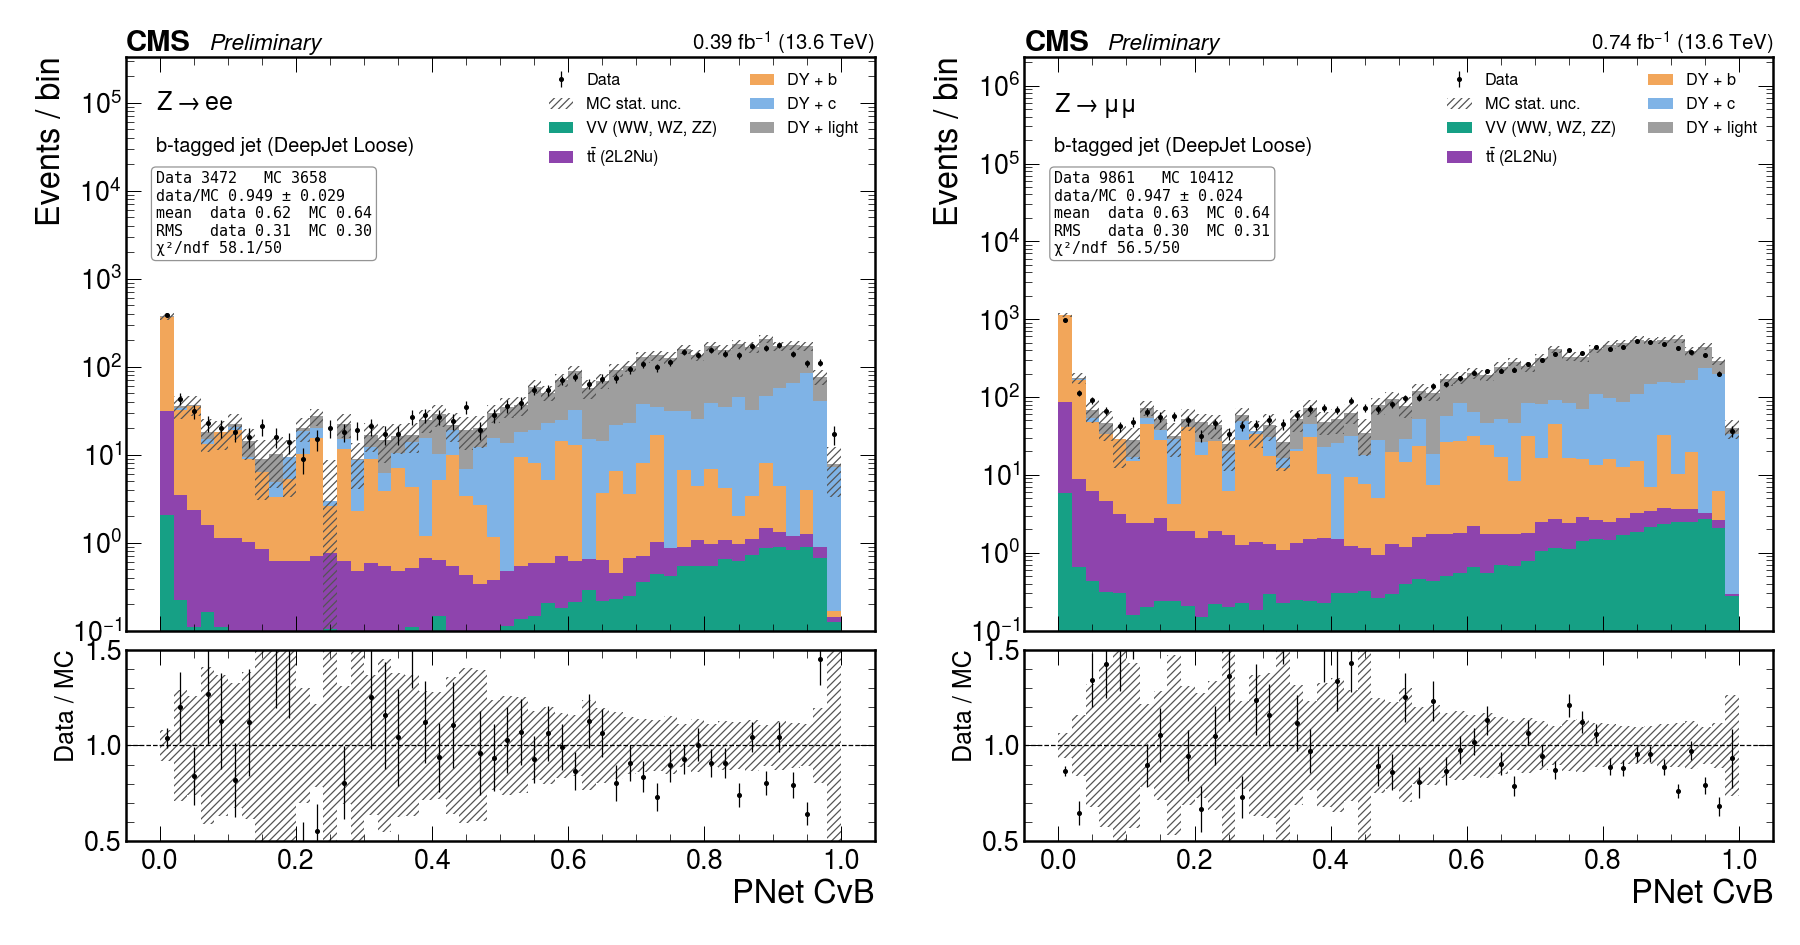 CMS Preliminary 0.39 fb⁻¹ (13.6 TeV)
Events / bin
10⁵
10⁴
10³
10²
10¹
10⁰
10⁻¹
Z → ee
b-tagged jet (DeepJet Loose)
Data 3472 MC 3658
data/MC 0.949 ± 0.029
mean data 0.62 MC 0.64
RMS data 0.31 MC 0.30
χ²/ndf 58.1/50
Data
MC stat. unc.
VV (WW, WZ, ZZ)
tt̄ (2L2Nu)
DY + b
DY + c
DY + light
Data / MC
1.5
1.0
0.5
0.0 0.2 0.4 0.6 0.8 1.0
PNet CvB
CMS Preliminary 0.74 fb⁻¹ (13.6 TeV)
Events / bin
10⁶
10⁵
10⁴
10³
10²
10¹
10⁰
10⁻¹
Z → μμ
b-tagged jet (DeepJet Loose)
Data 9861 MC 10412
data/MC 0.947 ± 0.024
mean data 0.63 MC 0.64
RMS data 0.30 MC 0.31
χ²/ndf 56.5/50
Data
MC stat. unc.
VV (WW, WZ, ZZ)
tt̄ (2L2Nu)
DY + b
DY + c
DY + light
Data / MC
1.5
1.0
0.5
0.0 0.2 0.4 0.6 0.8 1.0
PNet CvB